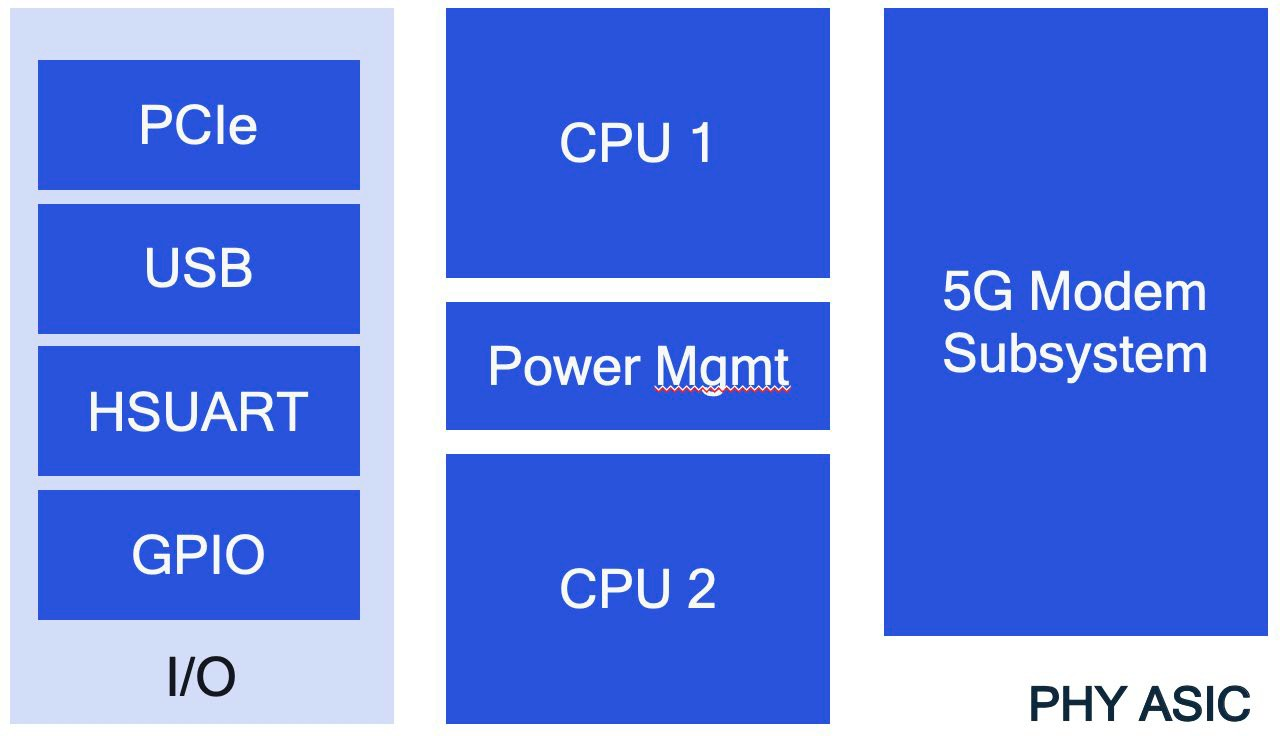 PCIe
USB
HSUART
GPIO
I/O
CPU 1
Power Mgmt
CPU 2
5G Modem
Subsystem
PHY ASIC